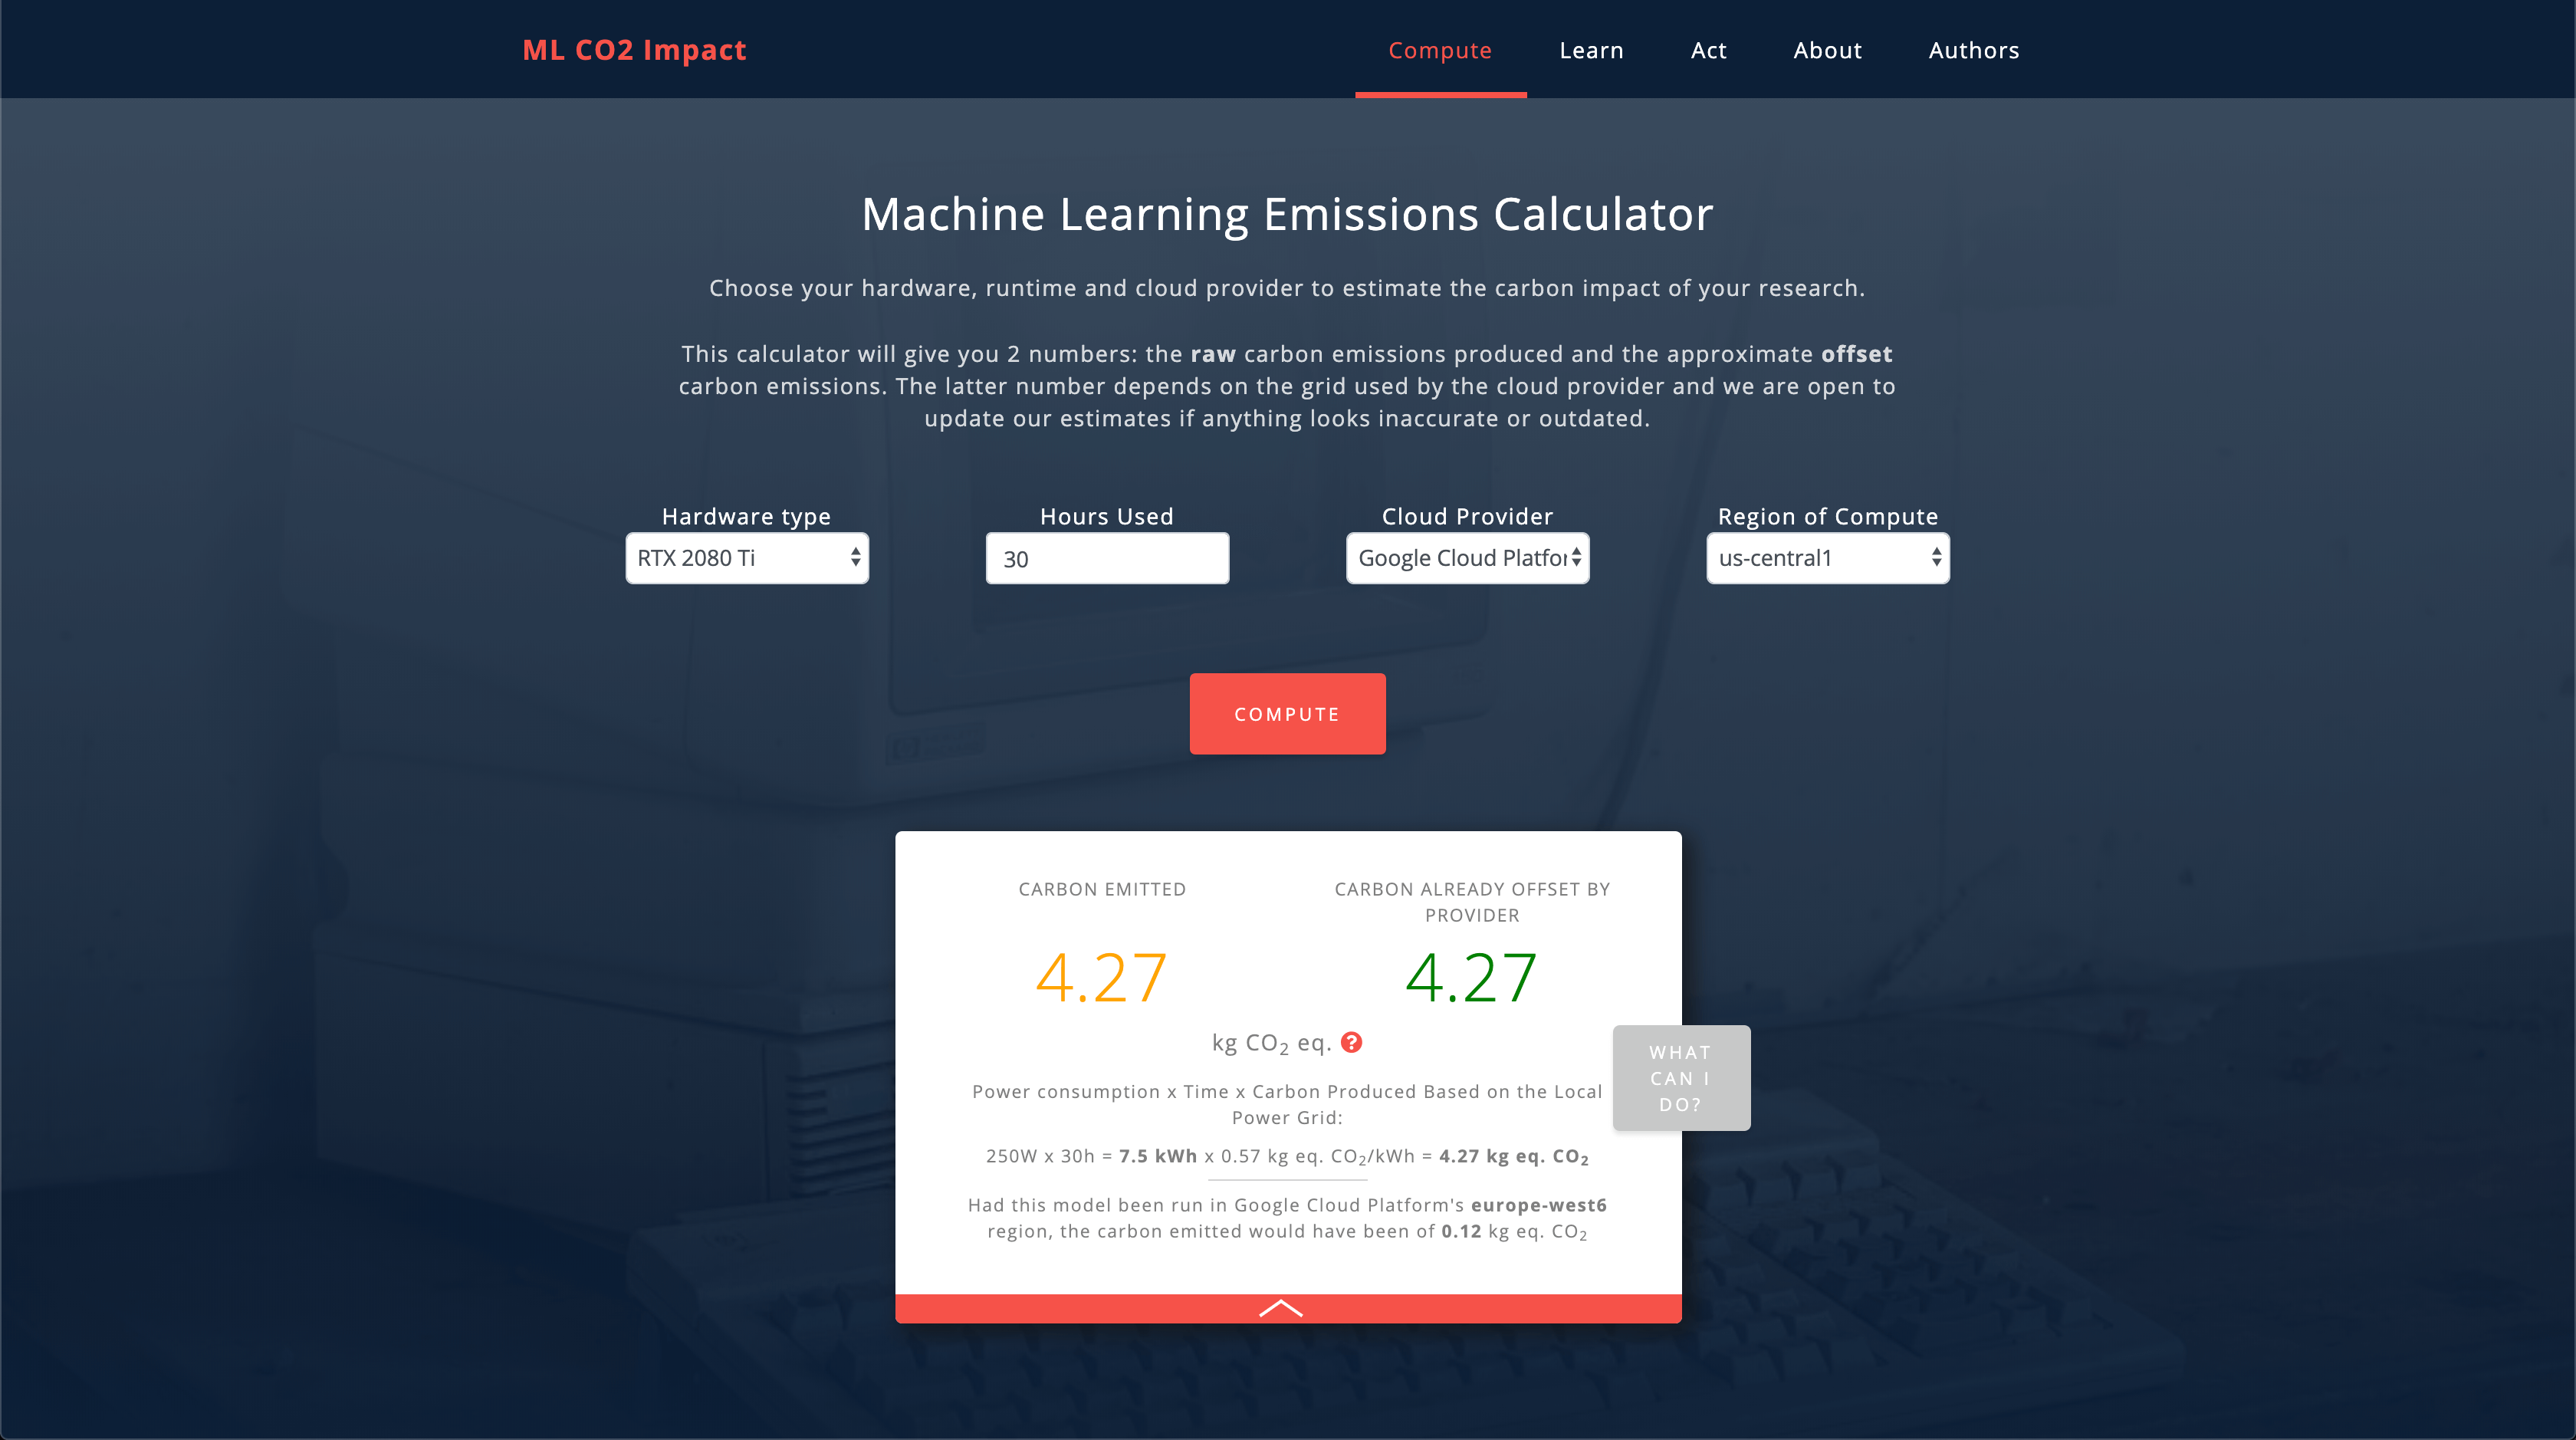 ML CO2 Impact
Compute
Learn
Act
About
Authors
Machine Learning Emissions Calculator
Choose your hardware, runtime and cloud provider to estimate the carbon impact of your research.
This calculator will give you 2 numbers: the raw carbon emissions produced and the approximate offset
carbon emissions. The latter number depends on the grid used by the cloud provider and we are open to
update our estimates if anything looks inaccurate or outdated.
Hardware type
RTX 2080 Ti
Hours Used
30
Cloud Provider
Google Cloud Platfor
Region of Compute
us-central1
COMPUTE
CARBON EMITTED
4.27
CARBON ALREADY OFFSET BY
PROVIDER
4.27
kg CO₂ eq. ?
Power consumption x Time x Carbon Produced Based on the Local
Power Grid:
250W x 30h = 7.5 kWh x 0.57 kg eq. CO₂/kWh = 4.27 kg eq. CO₂
Had this model been run in Google Cloud Platform's europe-west6
region, the carbon emitted would have been of 0.12 kg eq. CO₂
WHAT
CAN I
DO?